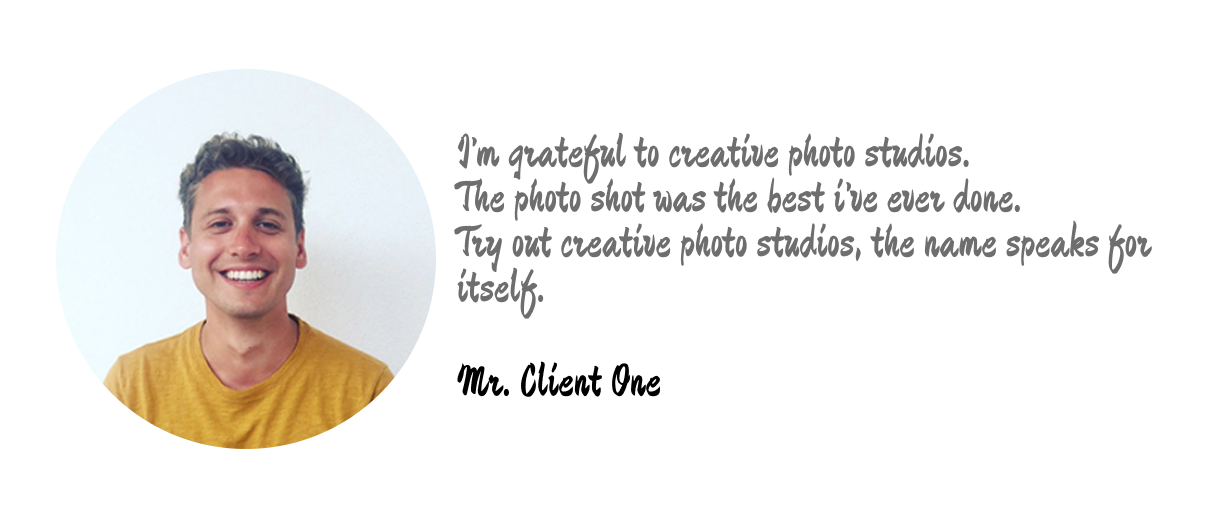 I'm grateful to creative photo studios.
The photo shot was the best i've ever done.
Try out creative photo studios, the name speaks for
itself.
Mr. Client One